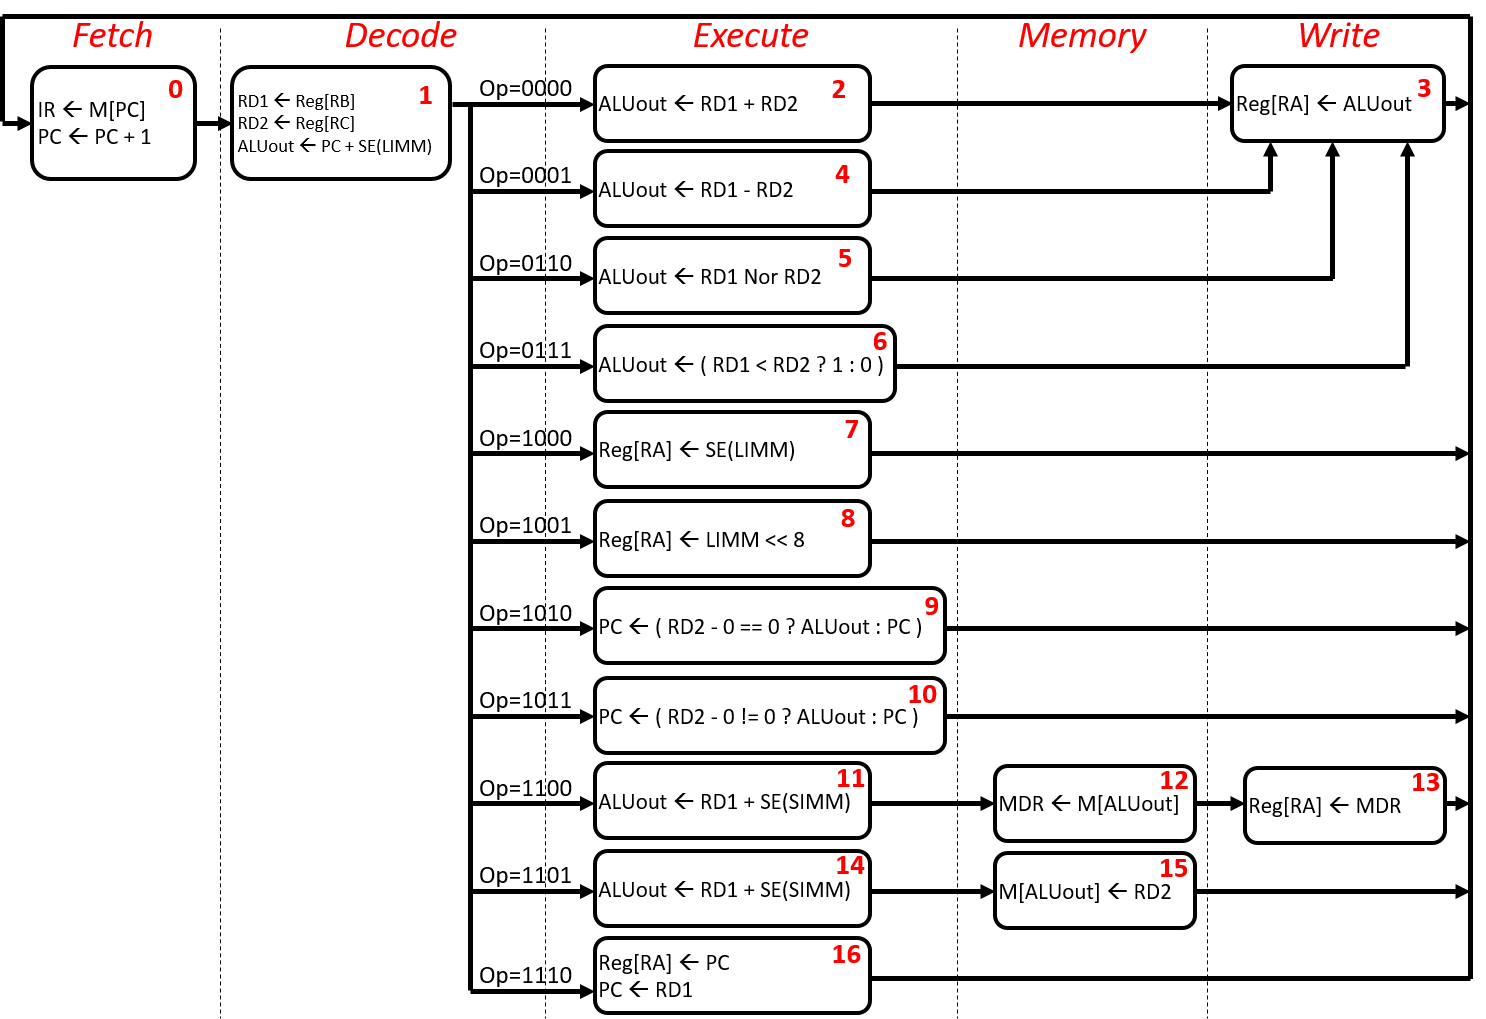 Fetch
Decode
Execute
Memory
Write
0
IR ← M[PC]
PC ← PC + 1
1
RD1 ← Reg[RB]
RD2 ← Reg[RC]
ALUout ← PC + SE(LIMM)
Op=0000
2
ALUout ← RD1 + RD2
3
Reg[RA] ← ALUout
Op=0001
4
ALUout ← RD1 - RD2
Op=0110
5
ALUout ← RD1 Nor RD2
Op=0111
6
ALUout ← ( RD1 < RD2 ? 1 : 0 )
Op=1000
7
Reg[RA] ← SE(LIMM)
Op=1001
8
Reg[RA] ← LIMM << 8
Op=1010
9
PC ← ( RD2 - 0 == 0 ? ALUout : PC )
Op=1011
10
PC ← ( RD2 - 0 != 0 ? ALUout : PC )
Op=1100
11
ALUout ← RD1 + SE(SIMM)
12
MDR ← M[ALUout]
13
Reg[RA] ← MDR
Op=1101
14
ALUout ← RD1 + SE(SIMM)
15
M[ALUout] ← RD2
Op=1110
16
Reg[RA] ← PC
PC ← RD1